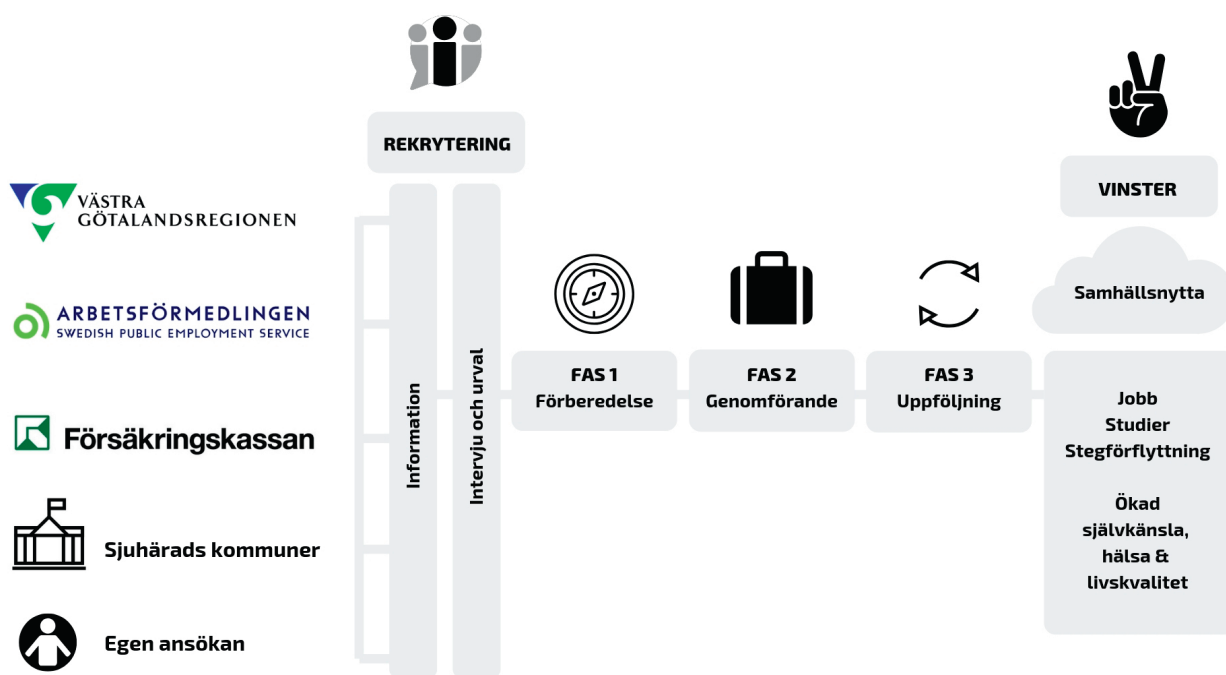 REKRYTERING
VÄSTRA
GÖTALANDSREGIONEN
ARBETSFÖRMEDLINGEN
SWEDISH PUBLIC EMPLOYMENT SERVICE
Försäkringskassan
Sjuhärads kommuner
Egen ansökan
Information
Intervju och urval
FAS 1
Förberedelse
FAS 2
Genomförande
FAS 3
Uppföljning
VINSTER
Samhällsnytta
Jobb
Studier
Stegförflyttning
Ökad
självkänsla,
hälsa &
livskvalitet